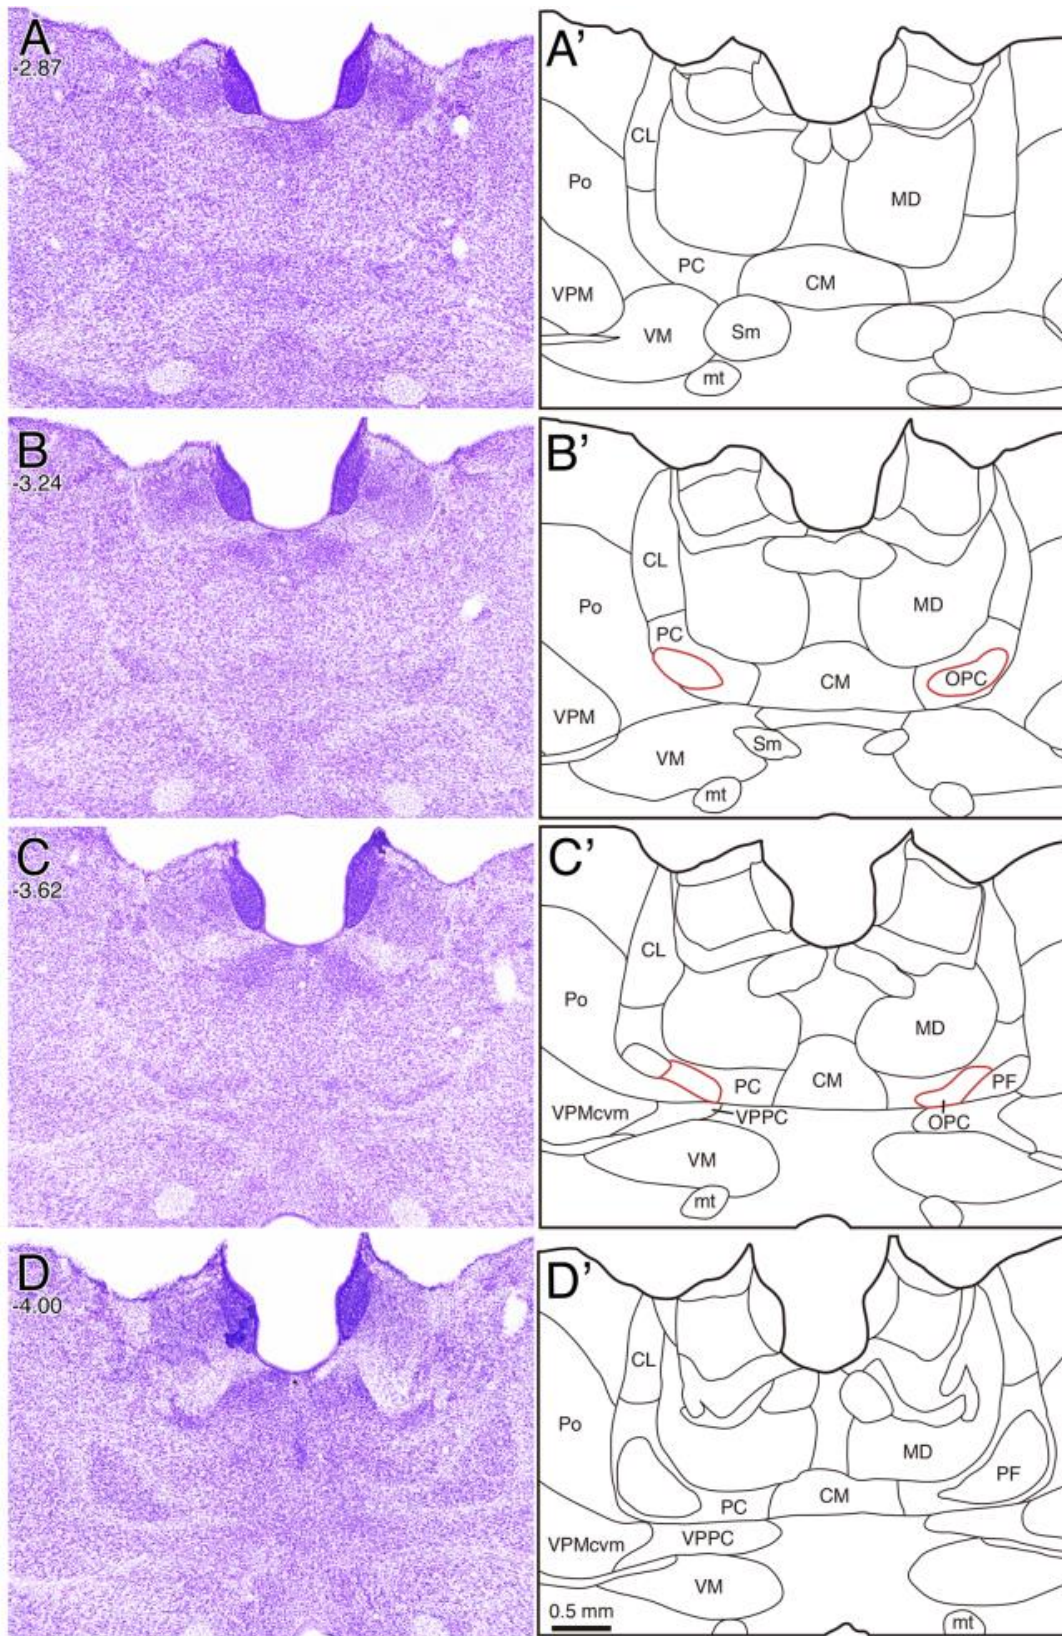 A
-2.87
A’
CL
Po
MD
PC
CM
VPM
VM
Sm
mt
B
-3.24
B’
CL
Po
MD
PC
OPC
CM
VPM
VM
Sm
mt
C
-3.62
C’
CL
Po
MD
PC
CM
PF
VPMcvm
VPPC
OPC
VM
mt
D
-4.00
D’
CL
Po
MD
PF
PC
CM
VPMcvm
VPPC
VM
0.5 mm
mt